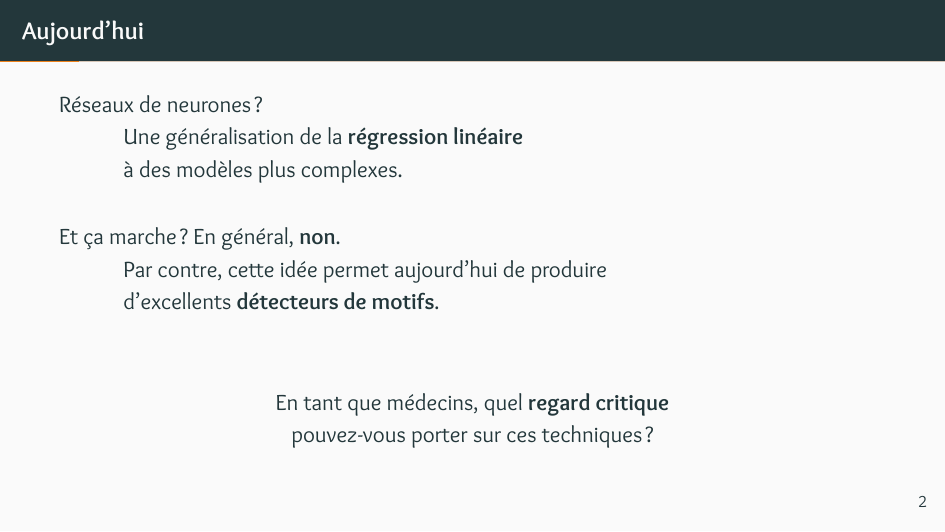 Aujourd’hui
Réseaux de neurones ?
Une généralisation de la régression linéaire
à des modèles plus complexes.
Et ça marche ? En général, non.
Par contre, cette idée permet aujourd’hui de produire
d’excellents détecteurs de motifs.
En tant que médecins, quel regard critique
pouvez-vous porter sur ces techniques ?
2